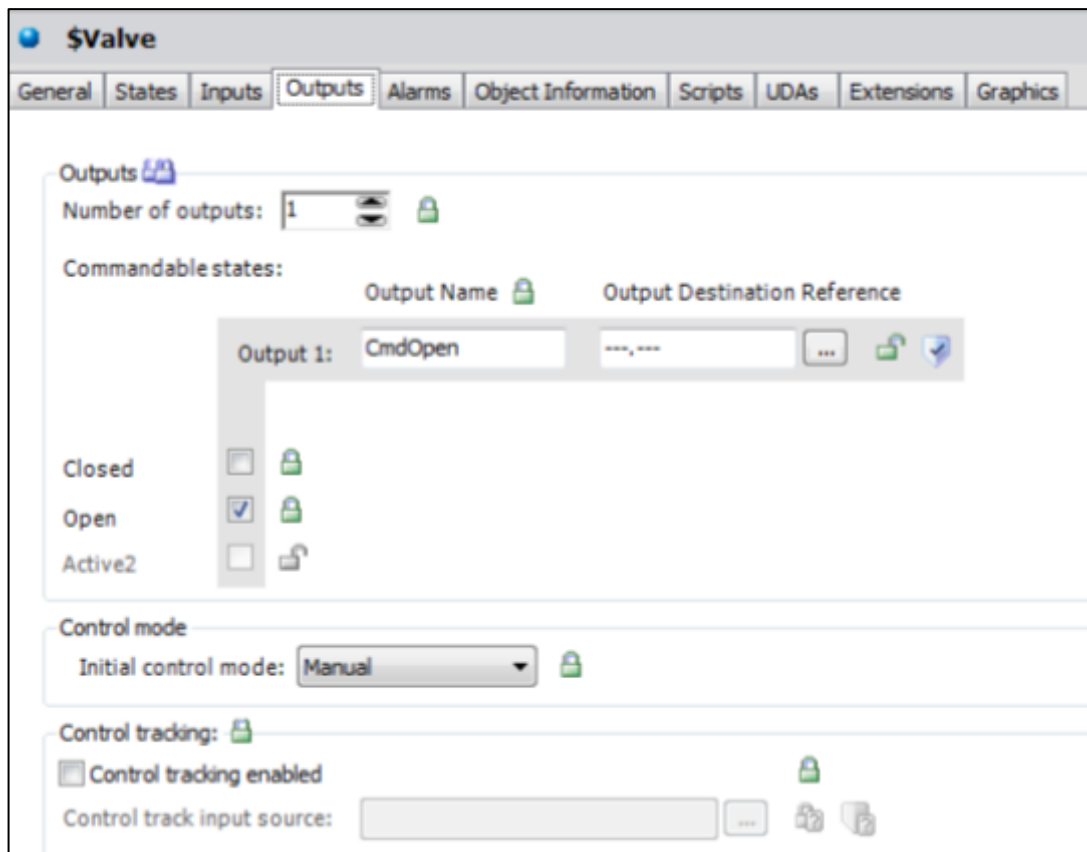 $Valve
General States Inputs Outputs Alarms Object Information Scripts UDAs Extensions Graphics
Outputs
Number of outputs: 1
Commandable states:
Output Name Output Destination Reference
Output 1: CmdOpen ---.--- ...
Closed
Open
Active2
Control mode
Initial control mode: Manual
Control tracking:
Control tracking enabled
Control track input source: ...